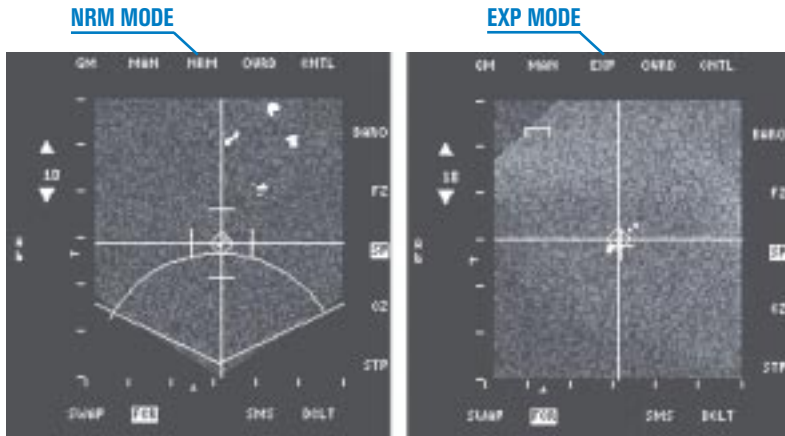 NRM MODE
EXP MODE
GM MAN NRM OVRD CNTL
GM MAN EXP OVRD CNTL
BARO
BARO
10
10
FZ
FZ
SP
SP
CZ
CZ
STP
STP
SWAP FCR SMS DCLT
SWAP FCR SMS DCLT